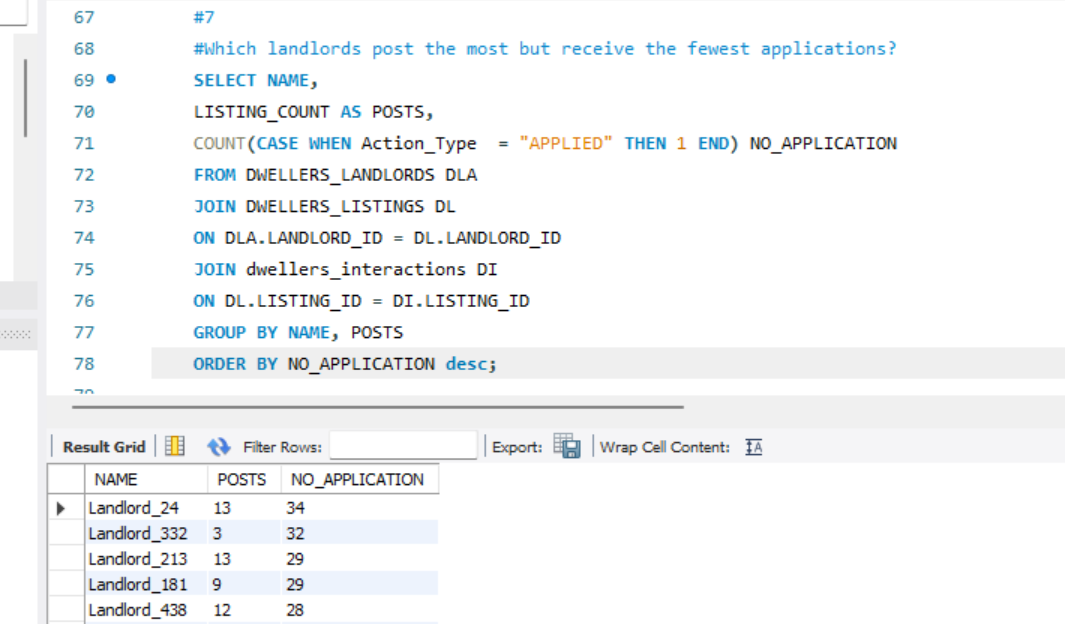 67 #7
68 #Which landlords post the most but receive the fewest applications?
69 SELECT NAME,
70 LISTING_COUNT AS POSTS,
71 COUNT(CASE WHEN Action_Type  = "APPLIED" THEN 1 END) NO_APPLICATION
72 FROM DWELLERS_LANDLORDS DLA
73 JOIN DWELLERS_LISTINGS DL
74 ON DLA.LANDLORD_ID = DL.LANDLORD_ID
75 JOIN dwellers_interactions DI
76 ON DL.LISTING_ID = DI.LISTING_ID
77 GROUP BY NAME, POSTS
78 ORDER BY NO_APPLICATION desc;
Result Grid Filter Rows: Export: Wrap Cell Content: IA
NAME POSTS NO_APPLICATION
Landlord_24 13 34
Landlord_332 3 32
Landlord_213 13 29
Landlord_181 9 29
Landlord_438 12 28